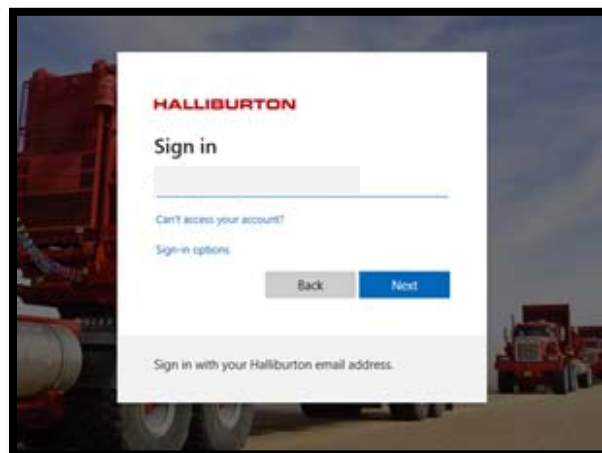 HALLIBURTON
Sign in
Can't access your account?
Sign-in options
Back Next
Sign in with your Halliburton email address.